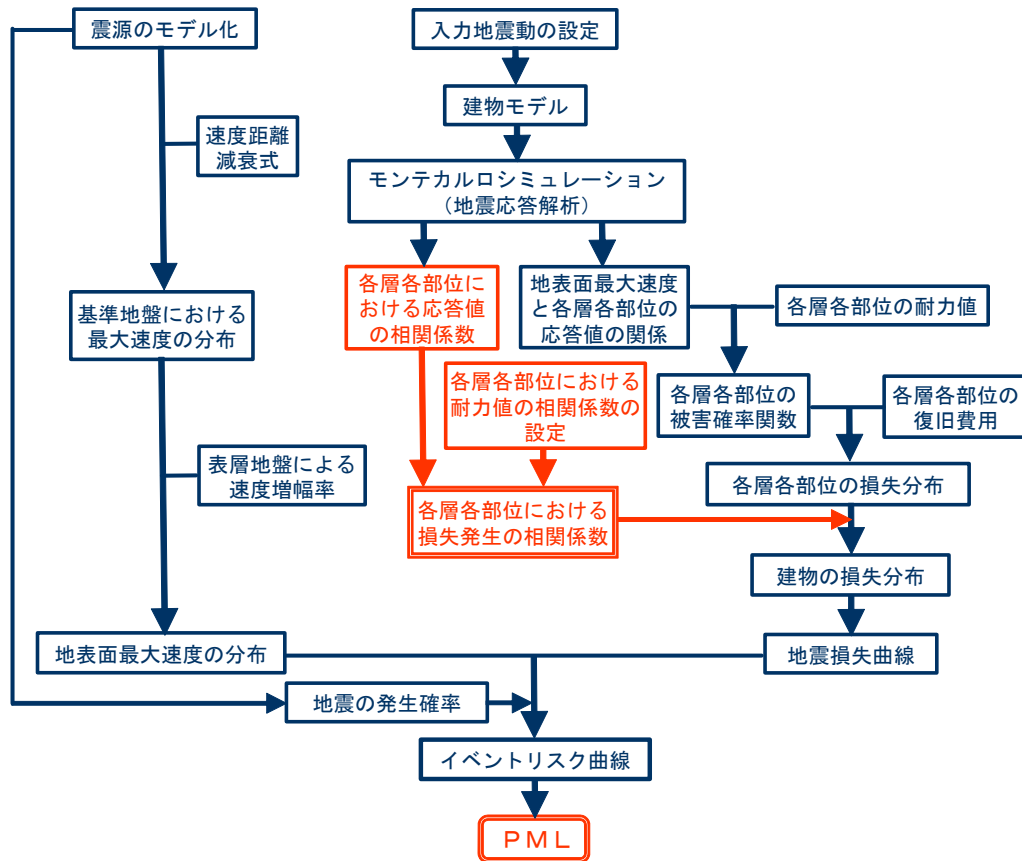 震源のモデル化
入力地震動の設定
建物モデル
速度距離
減衰式
モンテカルロシミュレーション
（地震応答解析）
各層各部位に
おける応答値
の相関係数
地表面最大速度
と各層各部位の
応答値の関係
各層各部位の耐力値
基準地盤における
最大速度の分布
各層各部位における
耐力値の相関係数の
設定
各層各部位の
被害確率関数
各層各部位の
復旧費用
表層地盤による
速度増幅率
各層各部位の損失分布
各層各部位における
損失発生の相関係数
建物の損失分布
地表面最大速度の分布
地震損失曲線
地震の発生確率
イベントリスク曲線
ＰＭＬ